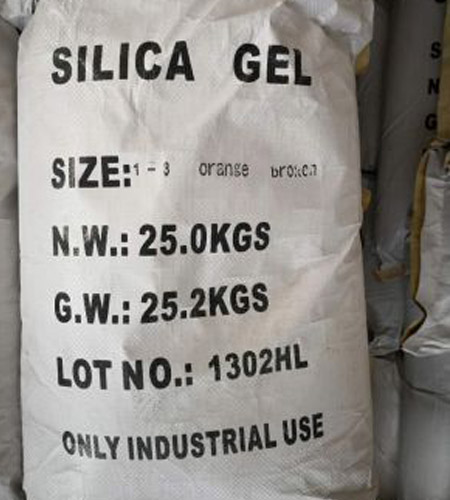 SILICA GEL
SIZE: 1 - 3 orange broken
N.W.: 25.0KGS
G.W.: 25.2KGS
LOT NO.: 1302HL
ONLY INDUSTRIAL USE
S
N
G